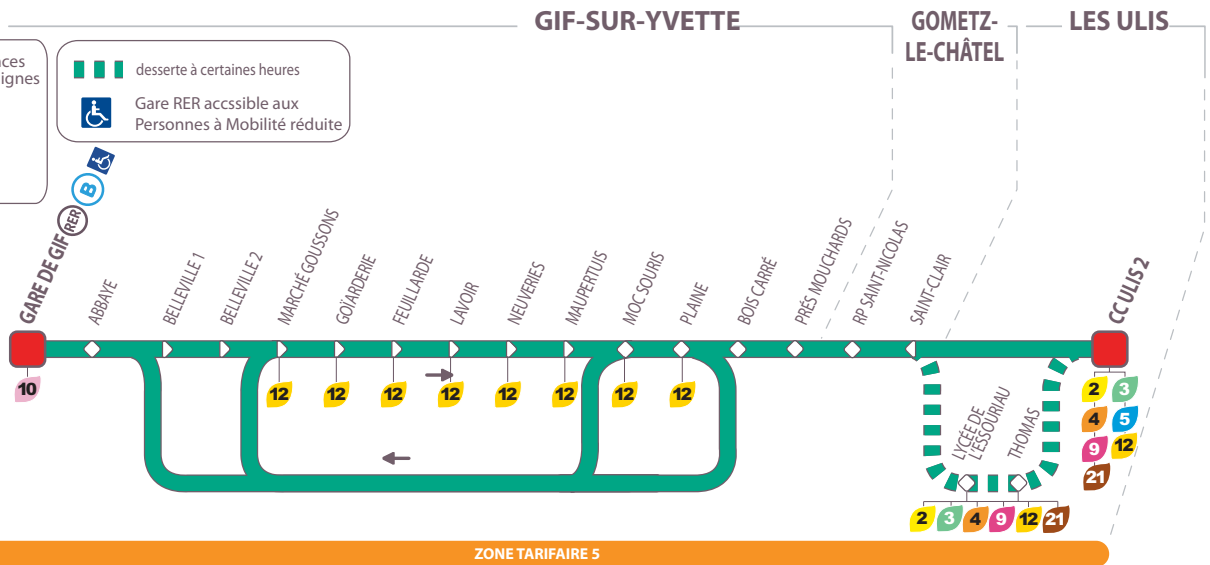 GIF-SUR-YVETTE
GOMETZ-
LE-CHÂTEL
LES ULIS
desserte à certaines heures
Gare RER accssible aux
Personnes à Mobilité réduite
ignes
GARE DE GIF RER B
ABBAYE
BELLEVILLE 1
BELLEVILLE 2
MARCHÉ GOUSSONS
GOÏARDERIE
FEUILLARDE
LAVOIR
NEUVERIES
MAUPERTUIS
MOC SOURIS
PLAINE
BOIS CARRÉ
PRÉS MOUCHARDS
RP SAINT-NICOLAS
SAINT-CLAIR
CC ULIS 2
10
12
12
12
12
12
12
12
12
2 3
4 5
9 12
21
LYCÉE DE
L'ESSOURIAU
THOMAS
2 3 4 9 12 21
ZONE TARIFAIRE 5